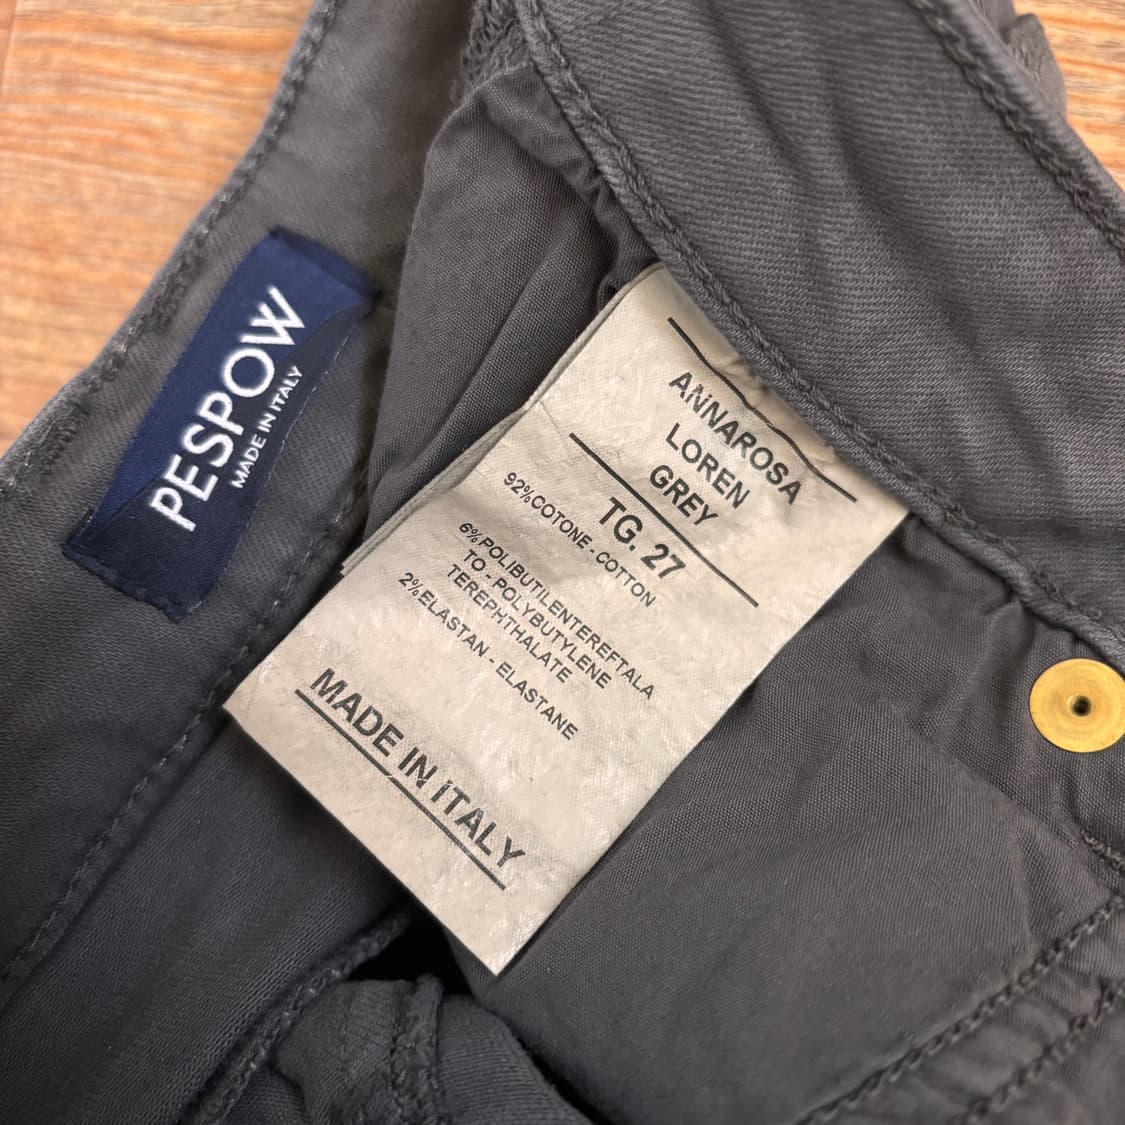 PESPOW
MADE IN ITALY
ANNAROSA
LOREN
GREY
TG. 27
92%COTONE - COTTON
6%POLIBUTILENTEREFTALA
TO - POLYBUTYLENE
TEREPHTHALATE
2%ELASTAN - ELASTANE
MADE IN iTALY